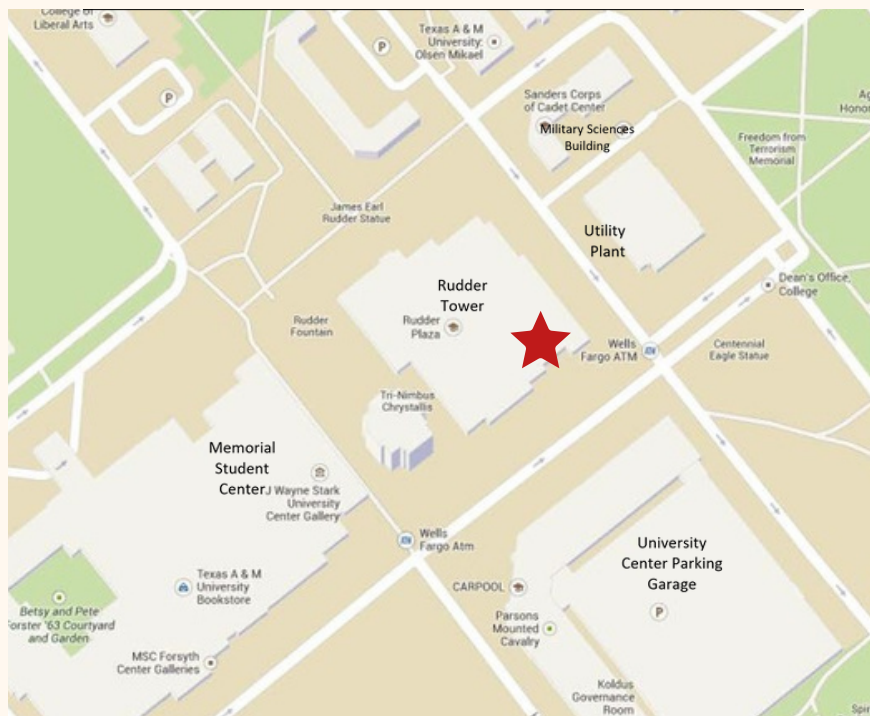 College of
Liberal Arts
P
P
Texas A & M
University:
Olsen Mikael
Sanders Corps
of Cadet Center
Military Sciences
Building
Freedom from
Terrorism
Memorial
James Earl
Rudder Statue
Utility
Plant
Dean's Office,
College
Rudder
Tower
Rudder
Plaza
Rudder
Fountain
Wells
Fargo ATM
Centennial
Eagle Statue
Tri-Nimbus
Chrystallis
Memorial
Student
Center
J Wayne Stark
University
Center Gallery
Wells
Fargo Atm
University
Center Parking
Garage
P
Texas A & M
University
Bookstore
CARPOOL
Betsy and Pete
Forster '63 Courtyard
and Garden
Parsons
Mounted
Cavalry
MSC Forsyth
Center Galleries
Koldus
Governance
Room